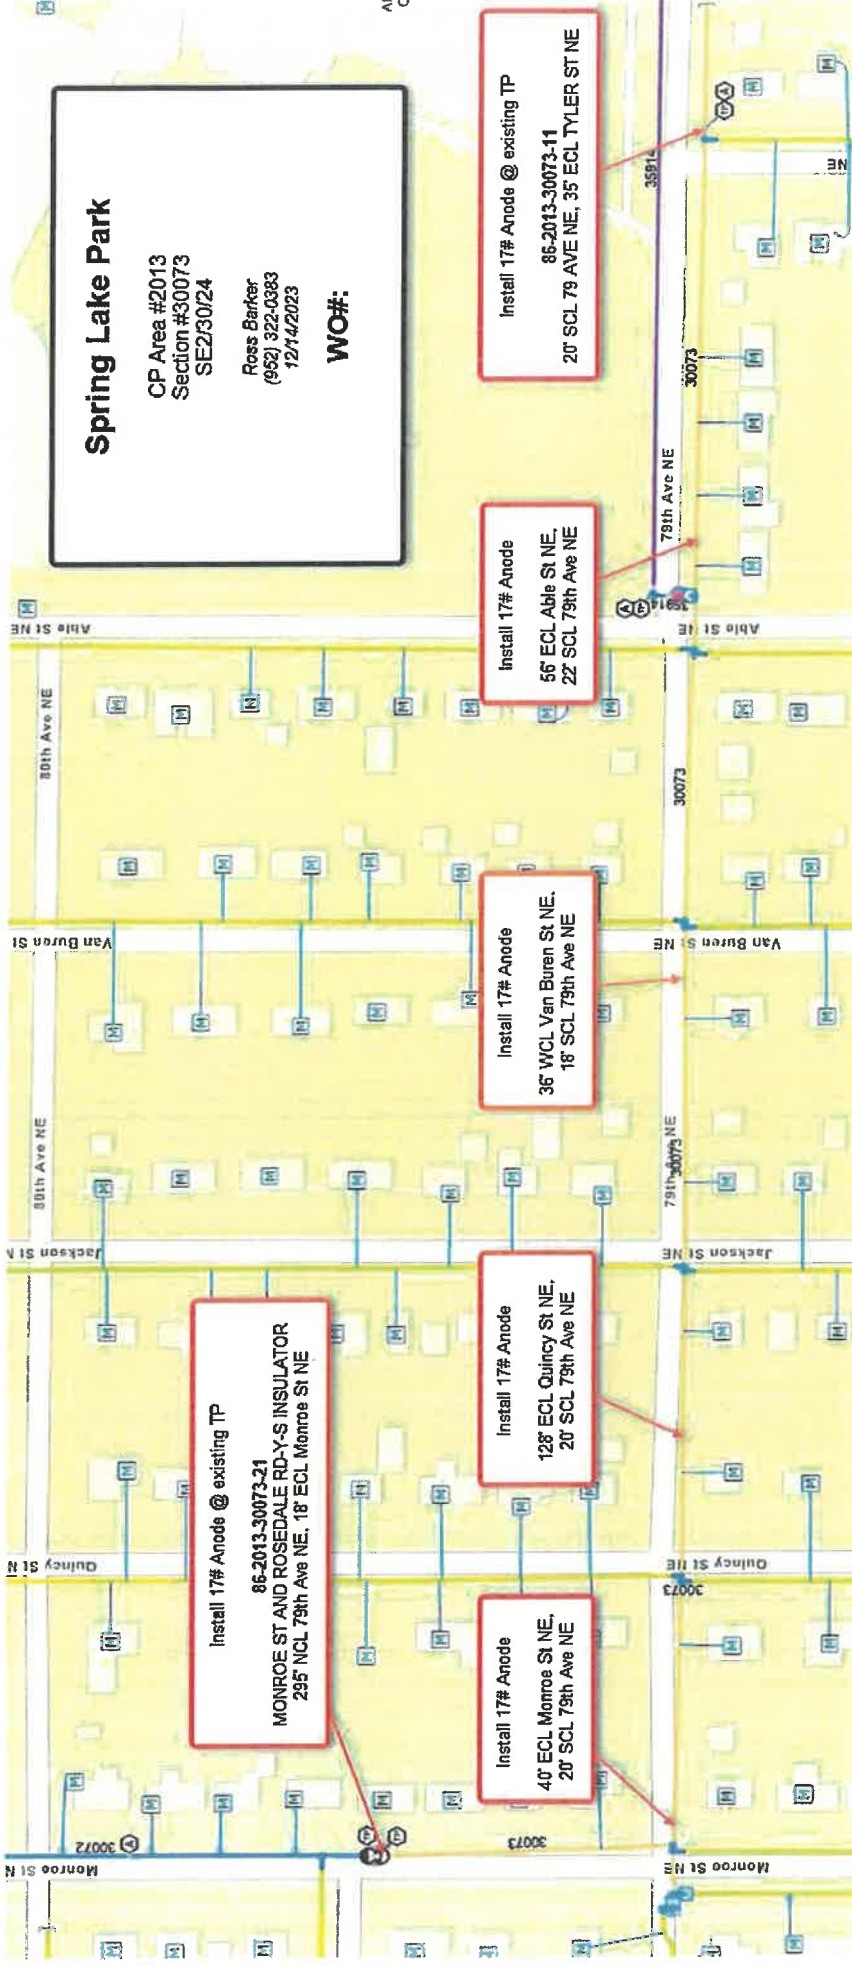 Spring Lake Park
CP Area #2013
Section #30073
SE2/30/24
Ross Barker
(952) 322-0383
12/14/2023
WO#:
Install 17# Anode @ existing TP
86-2013-30073-21
MONROE ST AND ROSEDALE RD-Y-S INSULATOR
295' NCL 79th Ave NE, 18' ECL Monroe St NE
Install 17# Anode
40' ECL Monroe St NE,
20' SCL 79th Ave NE
Install 17# Anode
128' ECL Quincy St NE,
20' SCL 79th Ave NE
Install 17# Anode
36' WCL Van Buren St NE,
18' SCL 79th Ave NE
Install 17# Anode
56' ECL Able St NE,
22' SCL 79th Ave NE
Install 17# Anode @ existing TP
86-2013-30073-11
20' SCL 79 AVE NE, 35' ECL TYLER ST NE
80th Ave NE
80th Ave NE
79th Ave NE
79th Ave NE
Monroe St N
Quincy St N
Jackson St N
Van Buren St
Able St NE
Monroe St NE
Quincy St NE
Jackson St NE
Van Buren St NE
Able St NE
NE
30072
30073
30073
30073
30073
30073
35914
35914